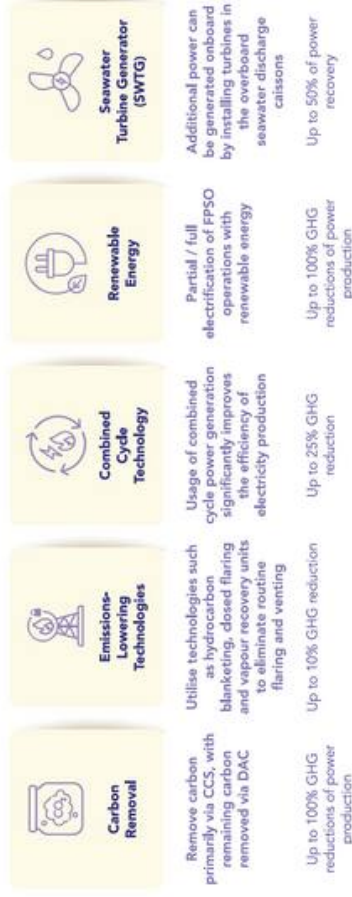 Carbon
Removal
Remove carbon
primarily via CCS, with
remaining carbon
removed via DAC
Up to 100% GHG
reductions of power
production
Emissions-
Lowering
Technologies
Utilise technologies such
as hydrocarbon
blanketing, closed flaring
and vapour recovery units
to eliminate routine
flaring and venting
Up to 10% GHG reduction
Combined
Cycle
Technology
Usage of combined
cycle power generation
significantly improves
the efficiency of
electricity production
Up to 25% GHG
reduction
Renewable
Energy
Partial / full
electrification of FPSO
operations with
renewable energy
Up to 100% GHG
reductions of power
production
Seawater
Turbine Generator
(SWTG)
Additional power can
be generated onboard
by installing turbines in
the overboard
seawater discharge
caissons
Up to 50% of power
recovery